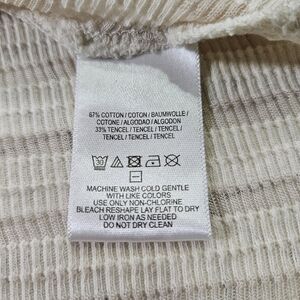 67% COTTON / COTON / BAUMWOLLE /
COTONE / ALGODAO / ALGODON
33% TENCEL / TENCEL / TENCEL /
TENCEL / TENCEL / TENCEL
30
MACHINE WASH COLD GENTLE
WITH LIKE COLORS
USE ONLY NON-CHLORINE
BLEACH RESHAPE LAY FLAT TO DRY
LOW IRON AS NEEDED
DO NOT DRY CLEAN